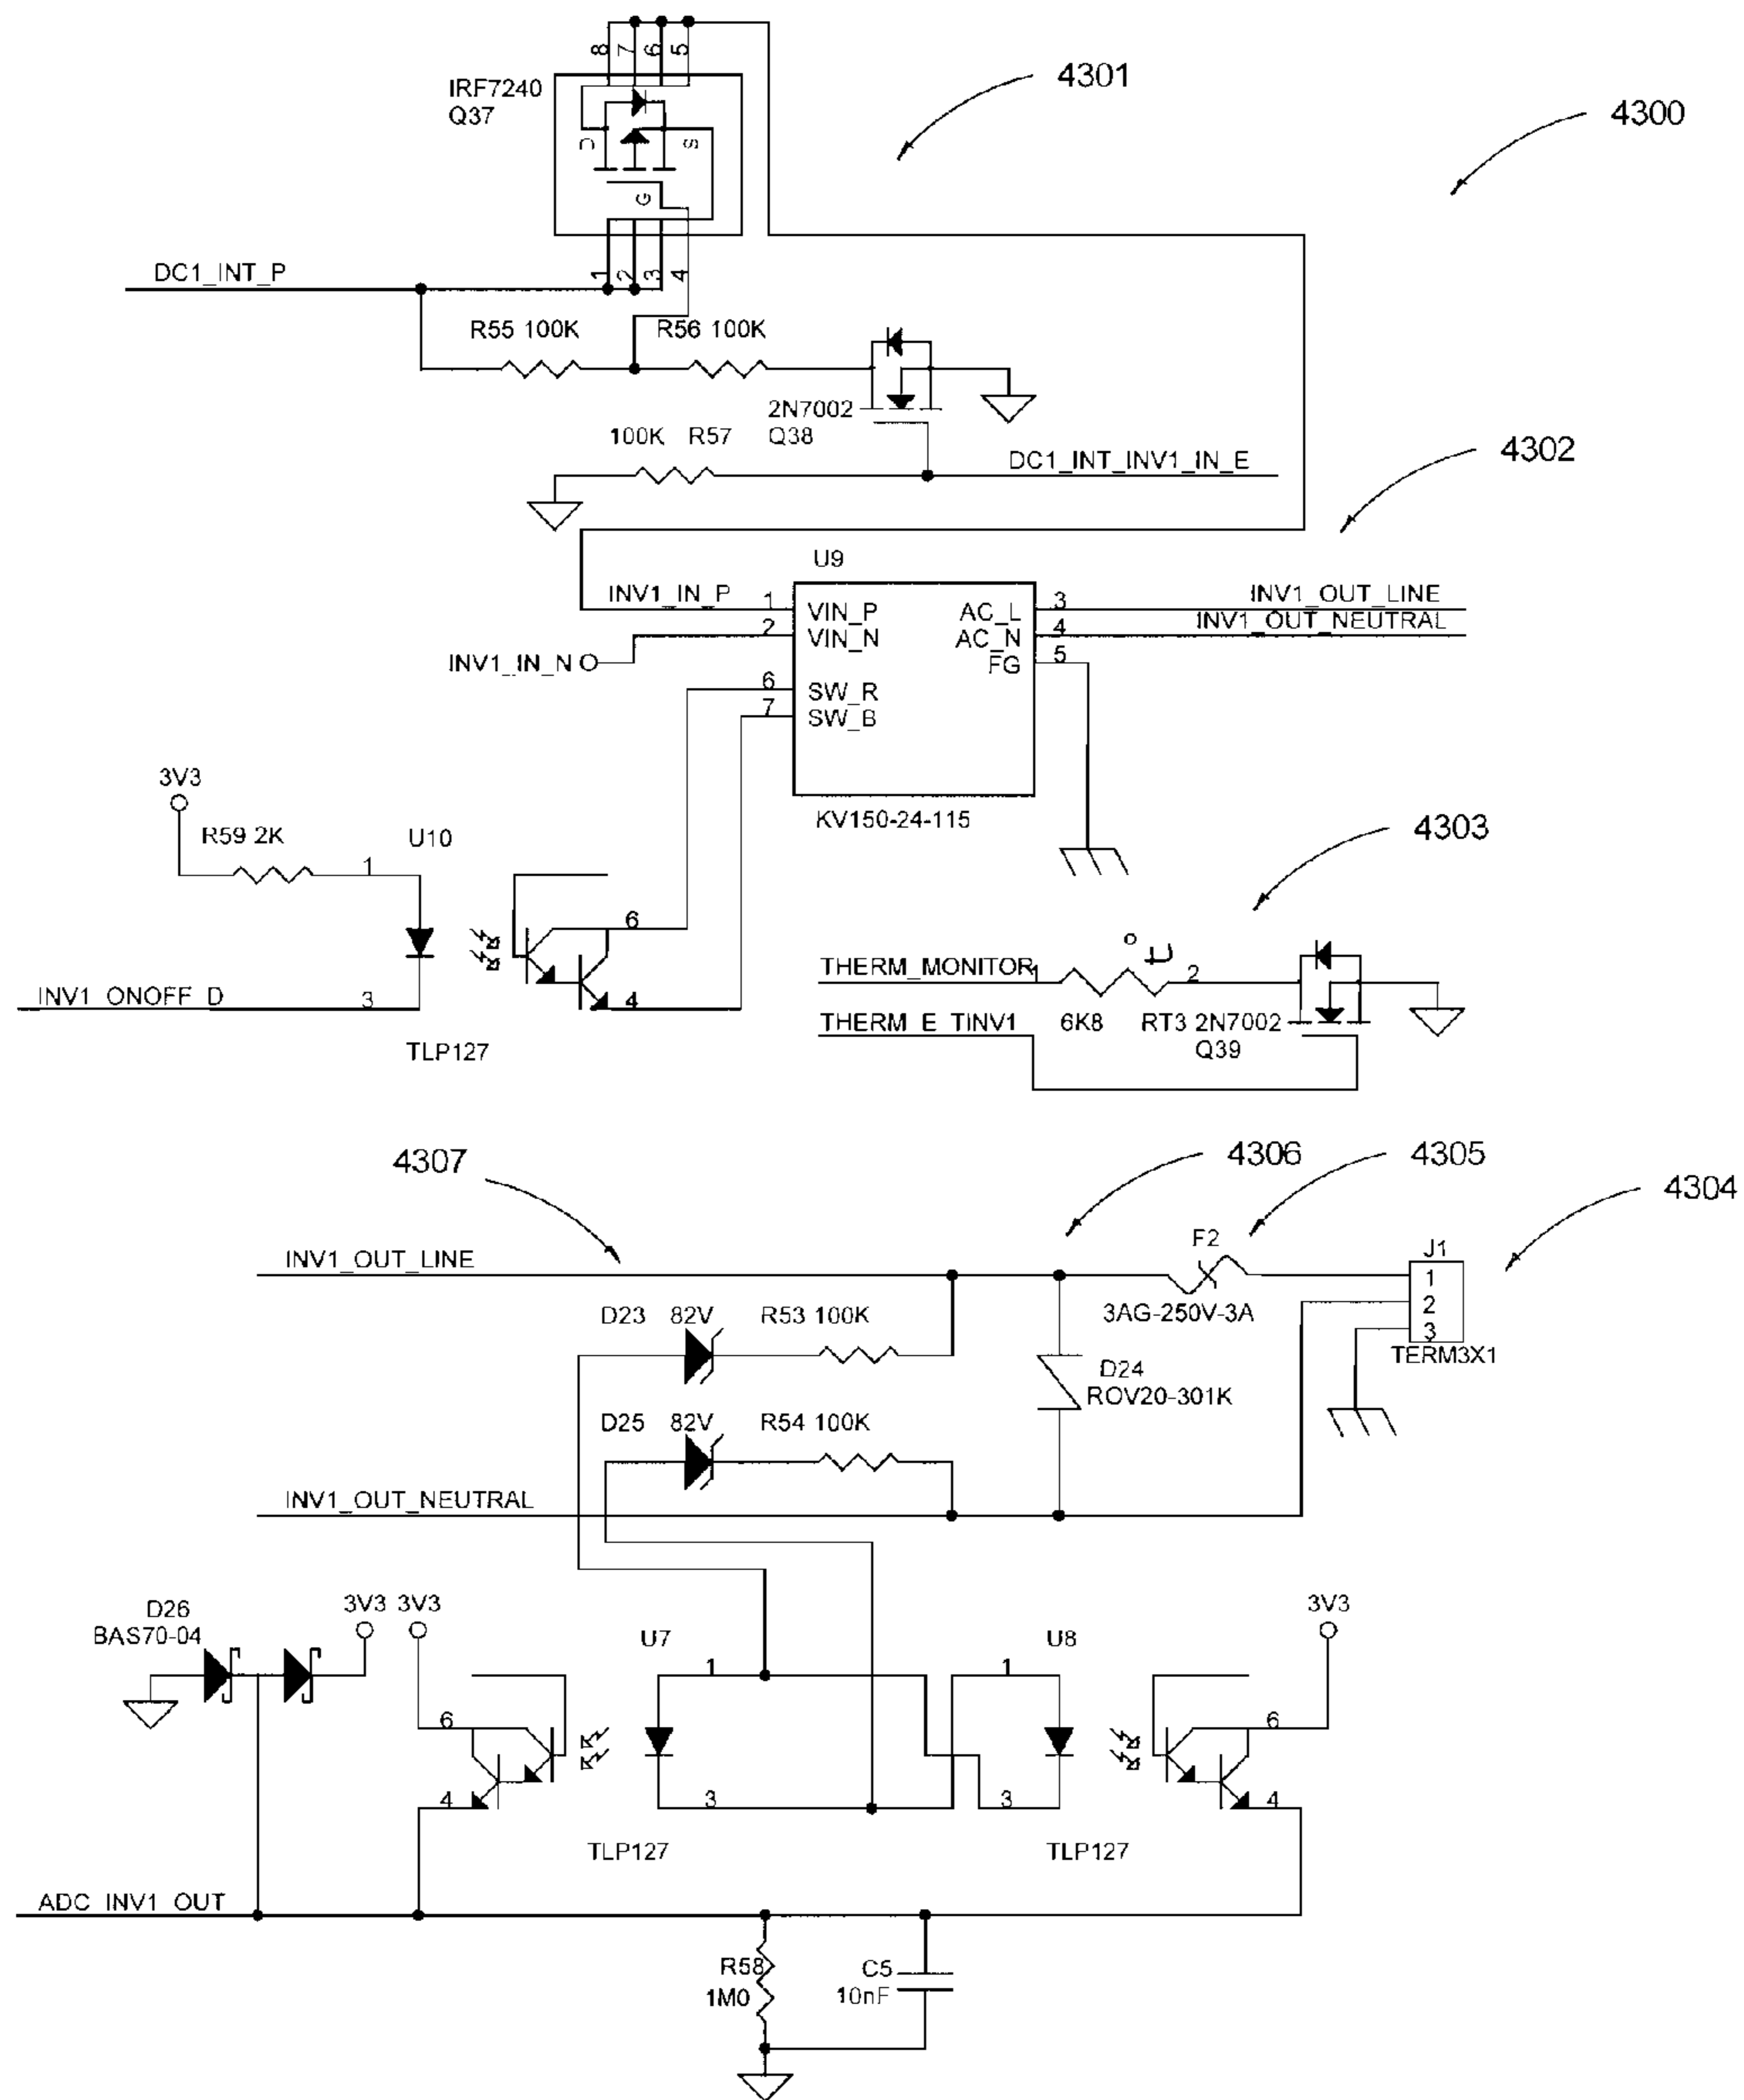 8 7 6 5
IRF7240
Q37
D S
G
4301
4300
DC1_INT_P
1 2 3 4
R55 100K R56 100K
2N7002
Q38
100K R57
DC1_INT_INV1_IN_E
4302
U9
INV1_IN_P 1 VIN_P AC_L 3 INV1_OUT_LINE
2 VIN_N AC_N 4 INV1_OUT_NEUTRAL
INV1_IN_N FG 5
6 SW_R
7 SW_B
3V3
KV150-24-115
R59 2K 1 U10
4303
6
THERM_MONITOR 1 °t 2
INV1_ONOFF_D 3 4
THERM_E_TINV1 6K8 RT3 2N7002
Q39
TLP127
4307 4306 4305
4304
INV1_OUT_LINE F2 J1
1
2
3
3AG-250V-3A
TERM3X1
D23 82V R53 100K
D24
ROV20-301K
D25 82V R54 100K
INV1_OUT_NEUTRAL
D26 3V3 3V3 3V3
BAS70-04
U7 U8
1 1
6 6
4 3 3 4
TLP127 TLP127
ADC_INV1_OUT
R58 C5
1M0 10nF